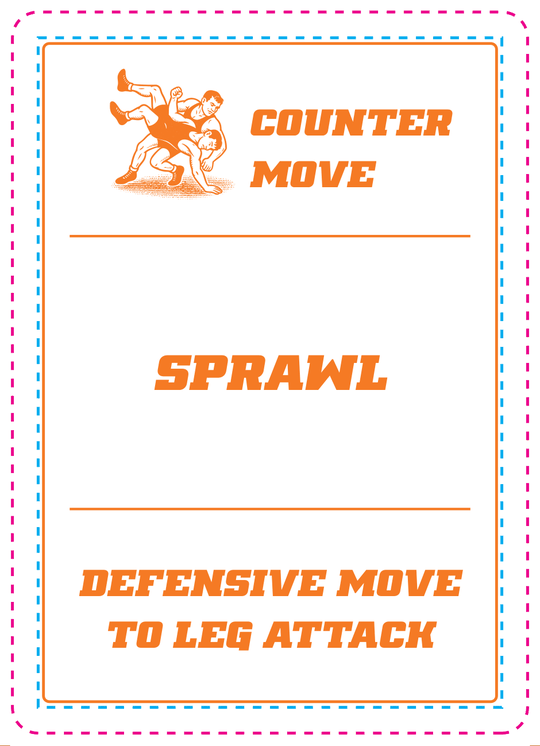 COUNTER
MOVE
SPRAWL
DEFENSIVE MOVE
TO LEG ATTACK